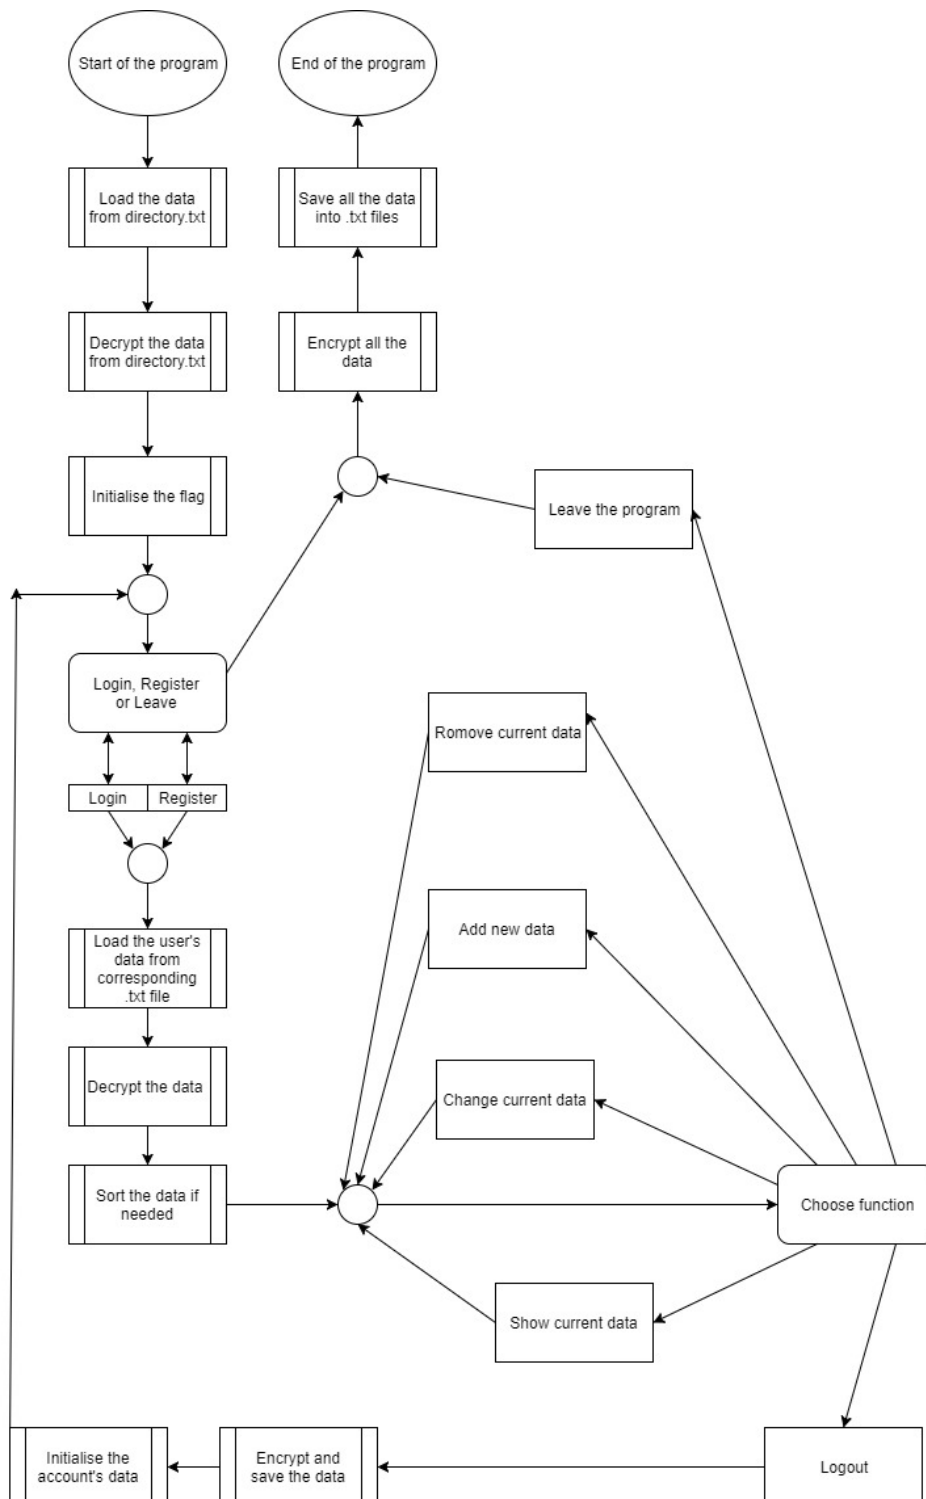 Start of the program
End of the program
Load the data
from directory.txt
Save all the data
into .txt files
Decrypt the data
from directory.txt
Encrypt all the
data
Initialise the flag
Leave the program
Login, Register
or Leave
Romove current data
Login
Register
Load the user's
data from
corresponding
.txt file
Add new data
Decrypt the data
Change current data
Sort the data if
needed
Choose function
Show current data
Initialise the
account's data
Encrypt and
save the data
Logout